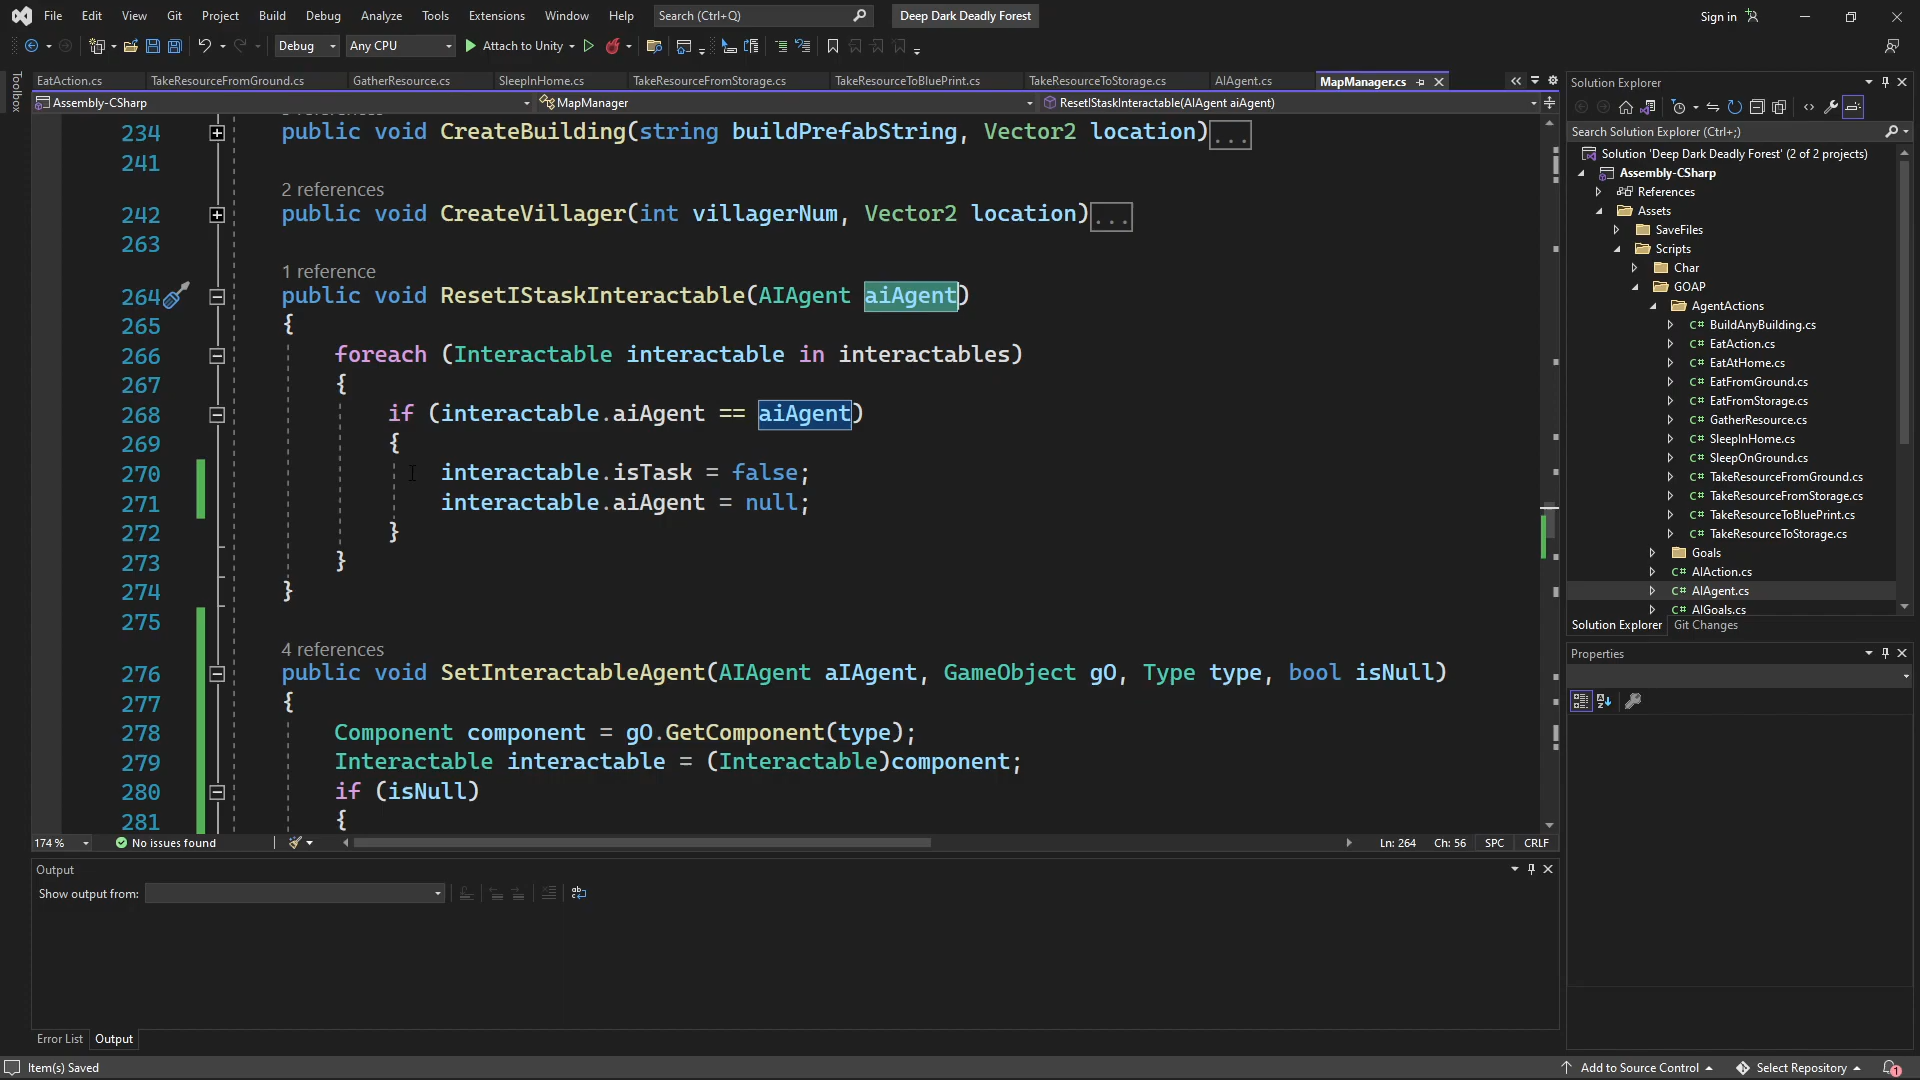 File Edit View Git Project Build Debug Analyze Tools Extensions Window Help Search (Ctrl+Q) Deep Dark Deadly Forest Sign in
Debug Any CPU Attach to Unity
Toolbox
EatAction.cs TakeResourceFromGround.cs GatherResource.cs SleepInHome.cs TakeResourceFromStorage.cs TakeResourceToBluePrint.cs TakeResourceToStorage.cs AIAgent.cs MapManager.cs
Assembly-CSharp MapManager ResetIStaskInteractable(AIAgent aiAgent)
234 public void CreateBuilding(string buildPrefabString, Vector2 location)...
241
2 references
242 public void CreateVillager(int villagerNum, Vector2 location)...
263
1 reference
264 public void ResetIStaskInteractable(AIAgent aiAgent)
265 {
266 foreach (Interactable interactable in interactables)
267 {
268 if (interactable.aiAgent == aiAgent)
269 {
270 interactable.isTask = false;
271 interactable.aiAgent = null;
272 }
273 }
274 }
275
4 references
276 public void SetInteractableAgent(AIAgent aIAgent, GameObject gO, Type type, bool isNull)
277 {
278 Component component = gO.GetComponent(type);
279 Interactable interactable = (Interactable)component;
280 if (isNull)
281 {
174 % No issues found Ln: 264 Ch: 56 SPC CRLF
Output
Show output from:
Error List Output
Item(s) Saved Add to Source Control Select Repository 1
Solution Explorer
Search Solution Explorer (Ctrl+;)
Solution 'Deep Dark Deadly Forest' (2 of 2 projects)
Assembly-CSharp
References
Assets
SaveFiles
Scripts
Char
GOAP
AgentActions
C# BuildAnyBuilding.cs
C# EatAction.cs
C# EatAtHome.cs
C# EatFromGround.cs
C# EatFromStorage.cs
C# GatherResource.cs
C# SleepInHome.cs
C# SleepOnGround.cs
C# TakeResourceFromGround.cs
C# TakeResourceFromStorage.cs
C# TakeResourceToBluePrint.cs
C# TakeResourceToStorage.cs
Goals
C# AIAction.cs
C# AIAgent.cs
C# AIGoals.cs
Solution Explorer Git Changes
Properties